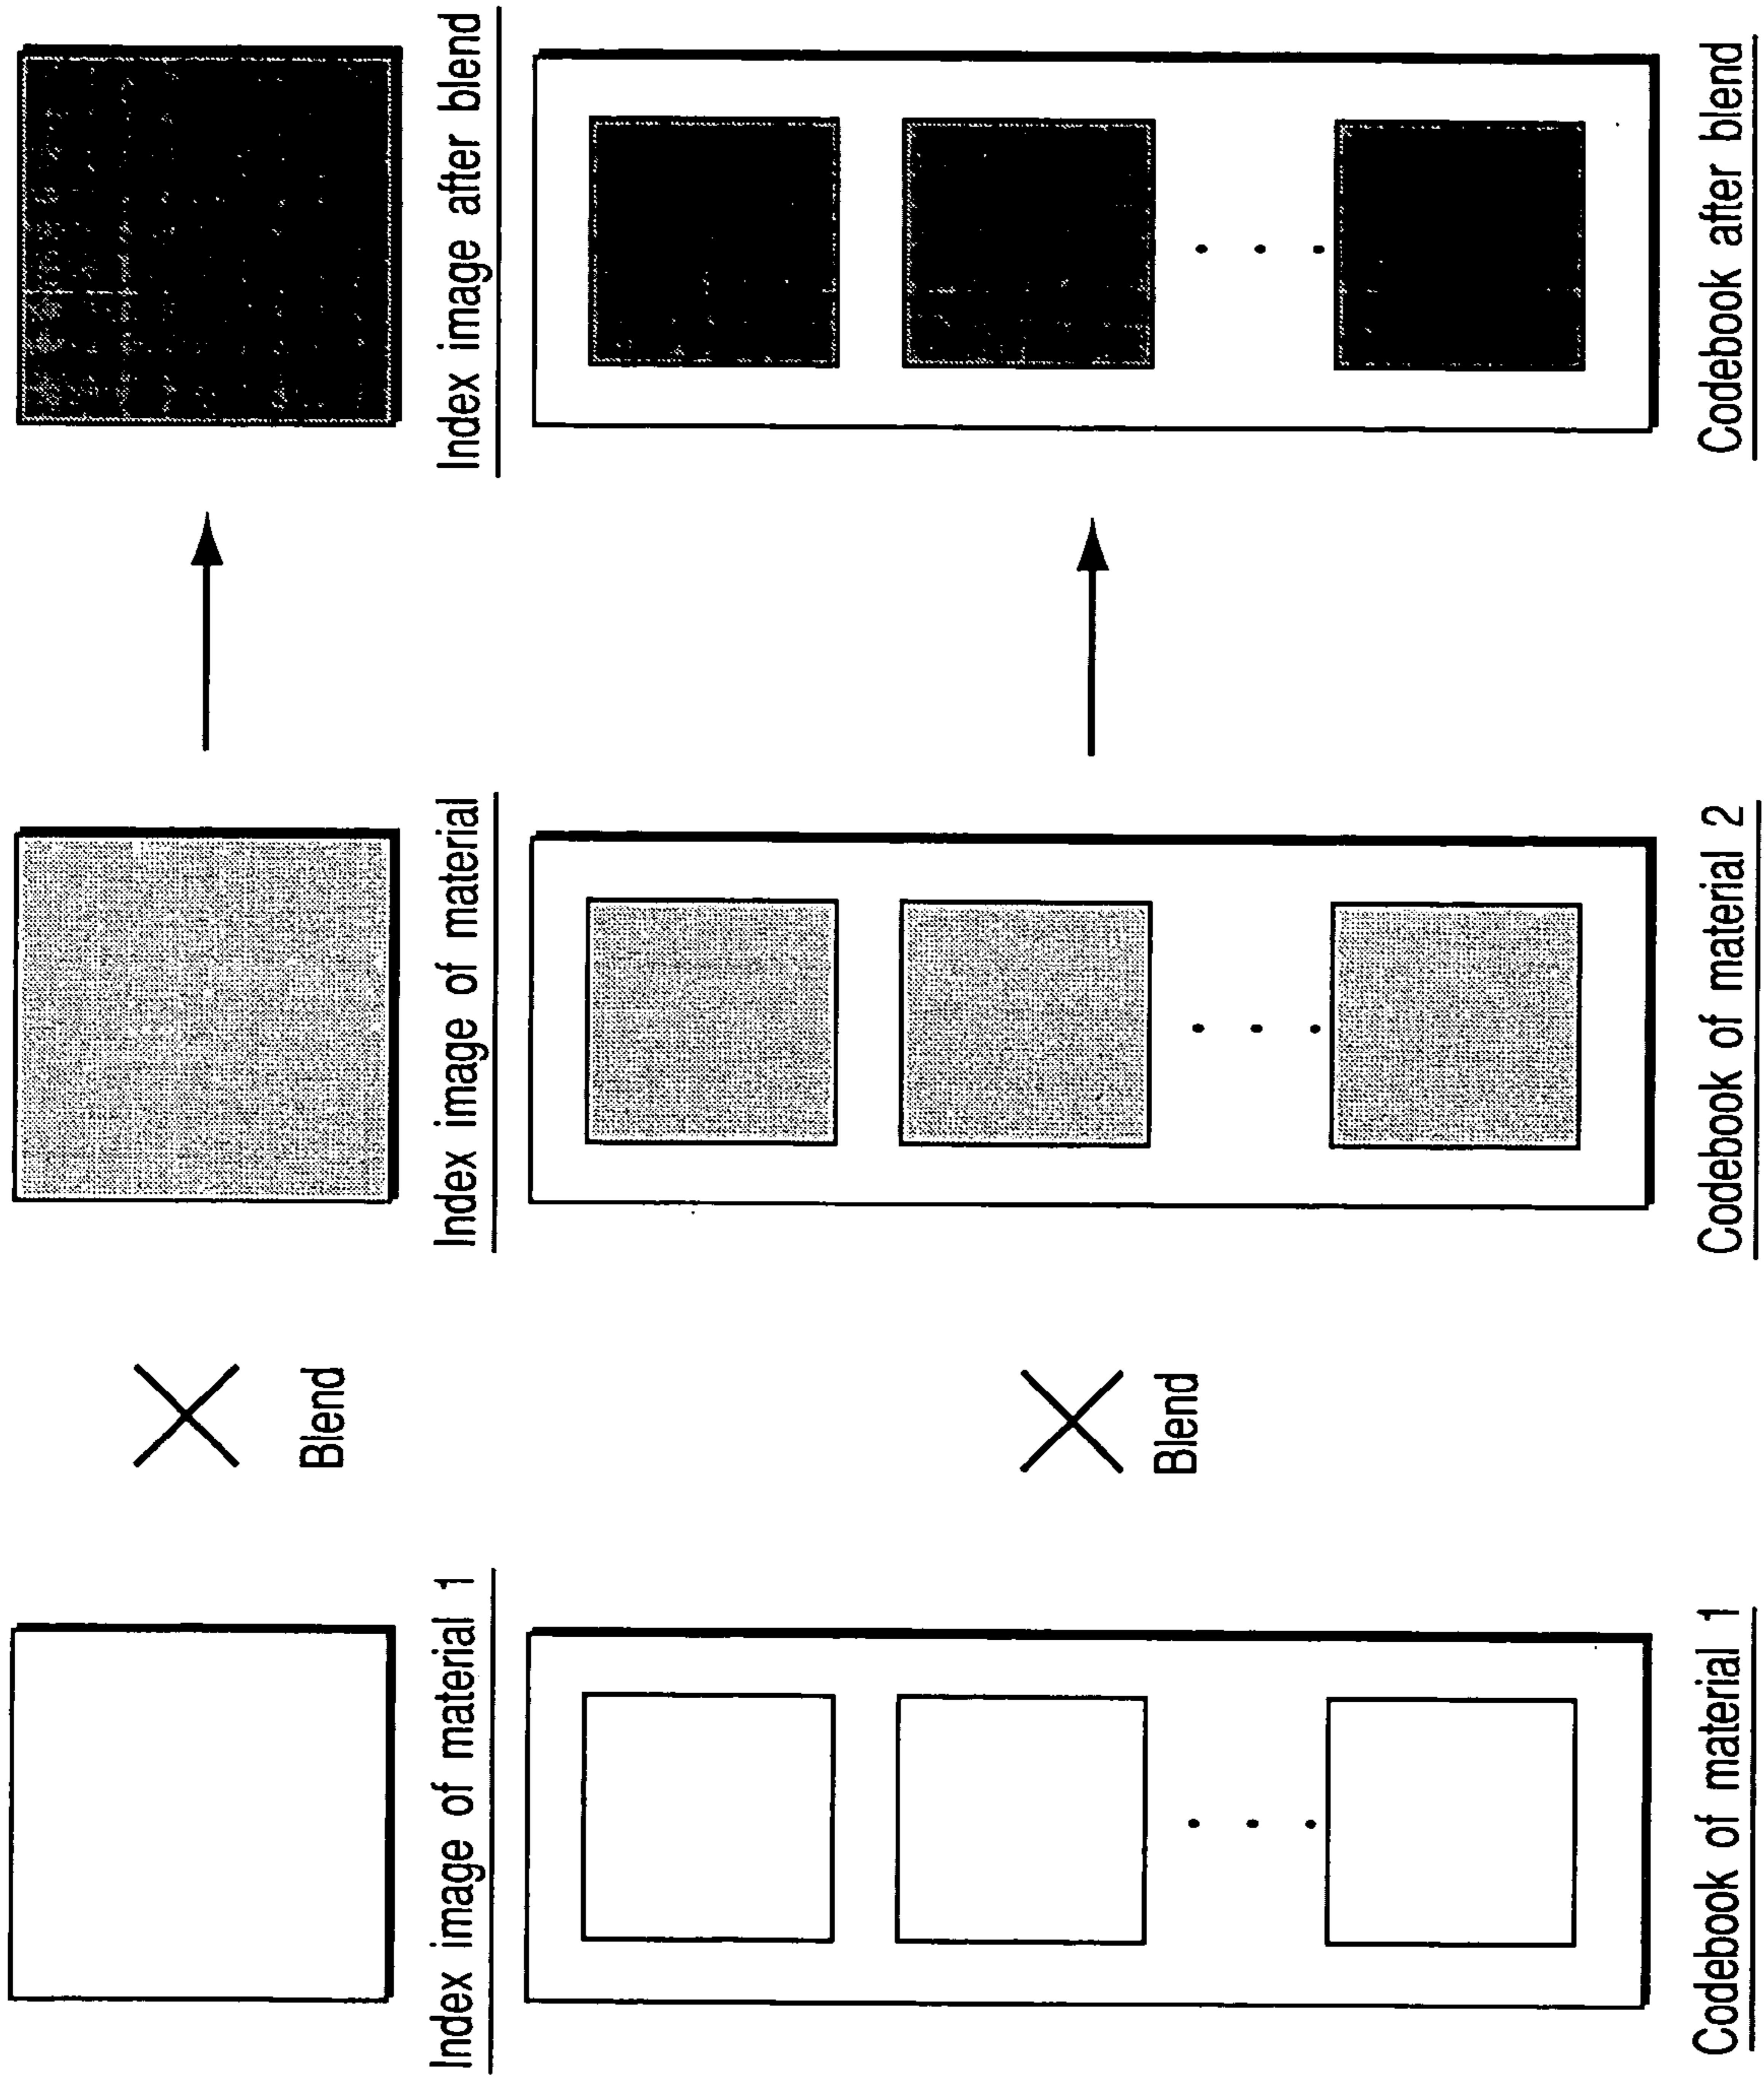 Index image of material 1
Blend
Index image of material
Index image after blend
Codebook of material 1
Blend
Codebook of material 2
Codebook after blend